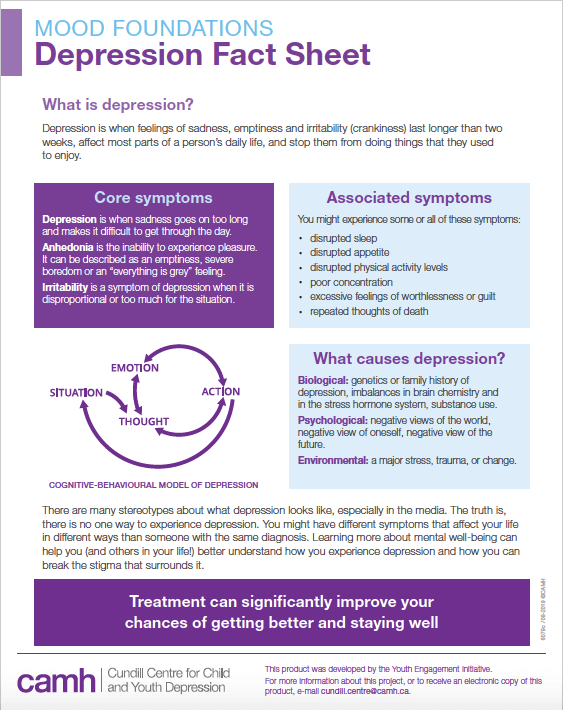 MOOD FOUNDATIONS
Depression Fact Sheet
What is depression?
Depression is when feelings of sadness, emptiness and irritability (crankiness) last longer than two
weeks, affect most parts of a person's daily life, and stop them from doing things that they used
to enjoy.
Core symptoms
Depression is when sadness goes on too long
and makes it difficult to get through the day.
Anhedonia is the inability to experience pleasure.
It can be described as an emptiness, severe
boredom or an "everything is grey" feeling.
Irritability is a symptom of depression when it is
disproportional or too much for the situation.
Associated symptoms
You might experience some or all of these symptoms:
• disrupted sleep
• disrupted appetite
• disrupted physical activity levels
• poor concentration
• excessive feelings of worthlessness or guilt
• repeated thoughts of death
EMOTION
SITUATION
ACTION
THOUGHT
COGNITIVE-BEHAVIOURAL MODEL OF DEPRESSION
What causes depression?
Biological: genetics or family history of
depression, imbalances in brain chemistry and
in the stress hormone system, substance use.
Psychological: negative views of the world,
negative view of oneself, negative view of the
future.
Environmental: a major stress, trauma, or change.
There are many stereotypes about what depression looks like, especially in the media. The truth is,
there is no one way to experience depression. You might have different symptoms that affect your life
in different ways than someone with the same diagnosis. Learning more about mental well-being can
help you (and others in your life!) better understand how you experience depression and how you can
break the stigma that surrounds it.
Treatment can significantly improve your
chances of getting better and staying well
camh
Cundill Centre for Child
and Youth Depression
This product was developed by the Youth Engagement Initiative.
For more information about this project, or to receive an electronic copy of this
product, e-mail cundill.centre@camh.ca.